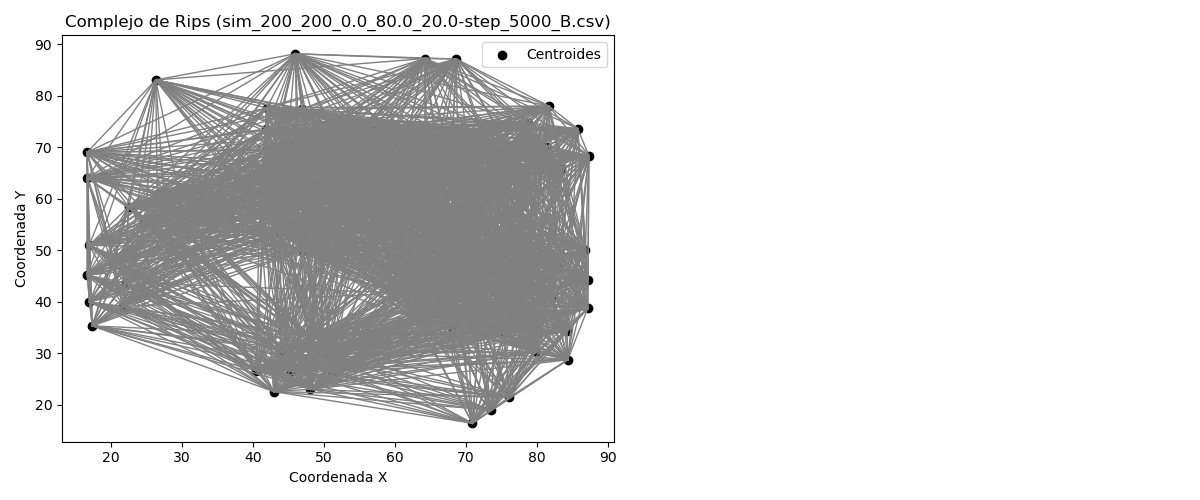 Complejo de Rips (sim_200_200_0.0_80.0_20.0-step_5000_B.csv)
Centroides
90
80
70
60
50
40
30
20
Coordenada Y
20 30 40 50 60 70 80 90
Coordenada X